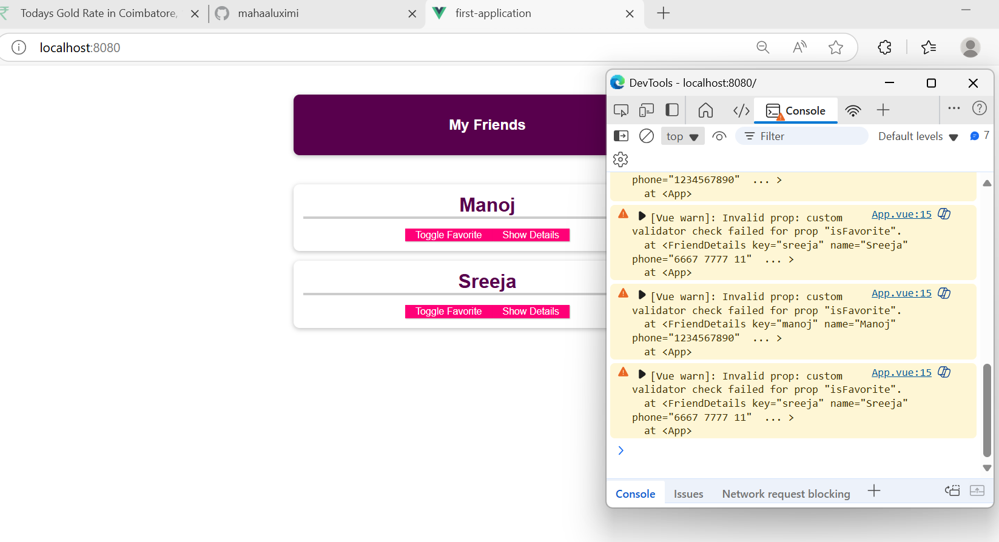 Todays Gold Rate in Coimbatore,
mahaaluximi
first-application
localhost:8080
My Friends
Manoj
Toggle Favorite Show Details
Sreeja
Toggle Favorite Show Details
DevTools - localhost:8080/
Console
top Filter Default levels 7
phone="1234567890" ... >
at <App>
[Vue warn]: Invalid prop: custom App.vue:15
validator check failed for prop "isFavorite".
at <FriendDetails key="sreeja" name="Sreeja"
phone="6667 7777 11" ... >
at <App>
[Vue warn]: Invalid prop: custom App.vue:15
validator check failed for prop "isFavorite".
at <FriendDetails key="manoj" name="Manoj"
phone="1234567890" ... >
at <App>
[Vue warn]: Invalid prop: custom App.vue:15
validator check failed for prop "isFavorite".
at <FriendDetails key="sreeja" name="Sreeja"
phone="6667 7777 11" ... >
at <App>
Console Issues Network request blocking